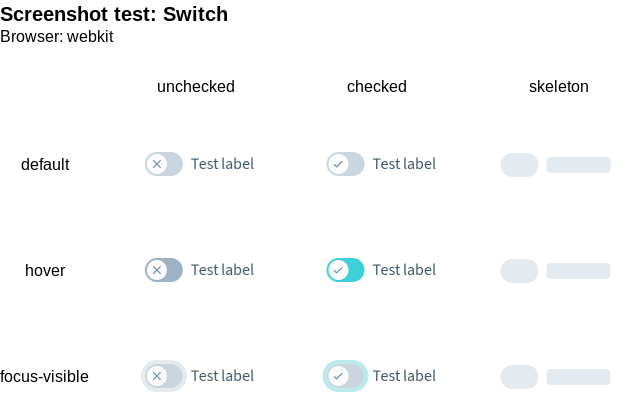 Screenshot test: Switch
Browser: webkit
unchecked checked skeleton
default Test label Test label
hover Test label Test label
focus-visible Test label Test label